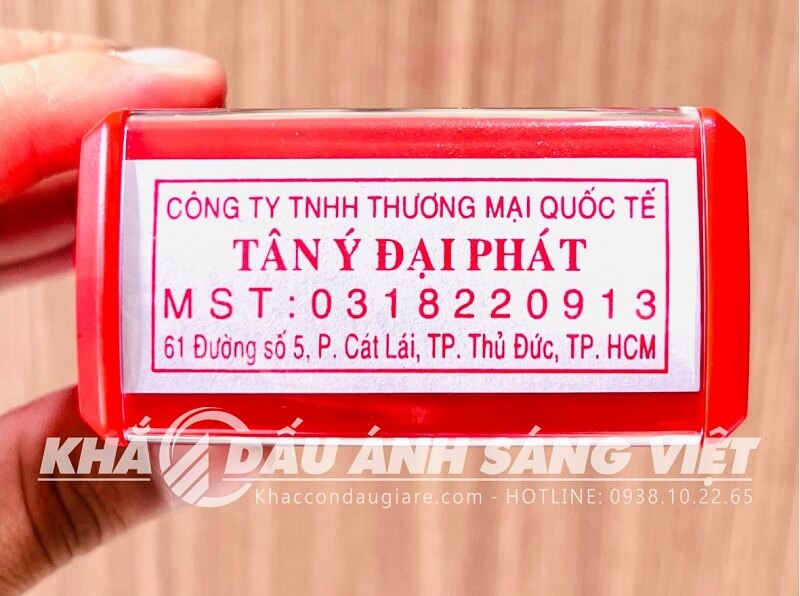 CÔNG TY TNHH THƯƠNG MẠI QUỐC TẾ
TÂN Ý ĐẠI PHÁT
MST: 0318220913
61 Đường số 5, P. Cát Lái, TP. Thủ Đức, TP. HCM
KHẮC DẤU ÁNH SÁNG VIỆT
Khaccondaugiare.com - HOTLINE: 0938.10.22.65